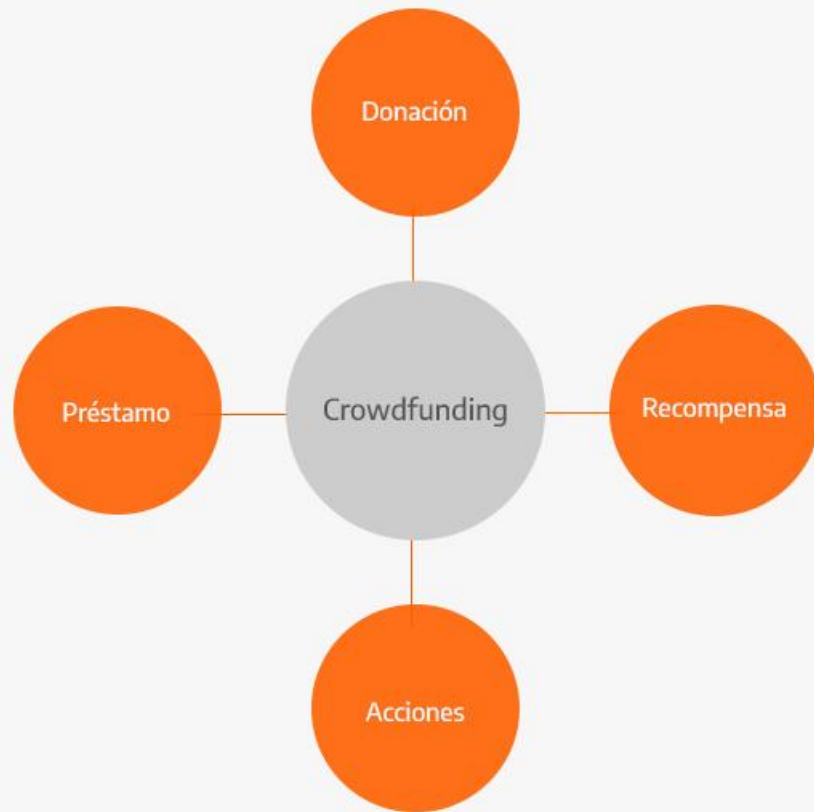 Donación
Préstamo
Crowdfunding
Recompensa
Acciones